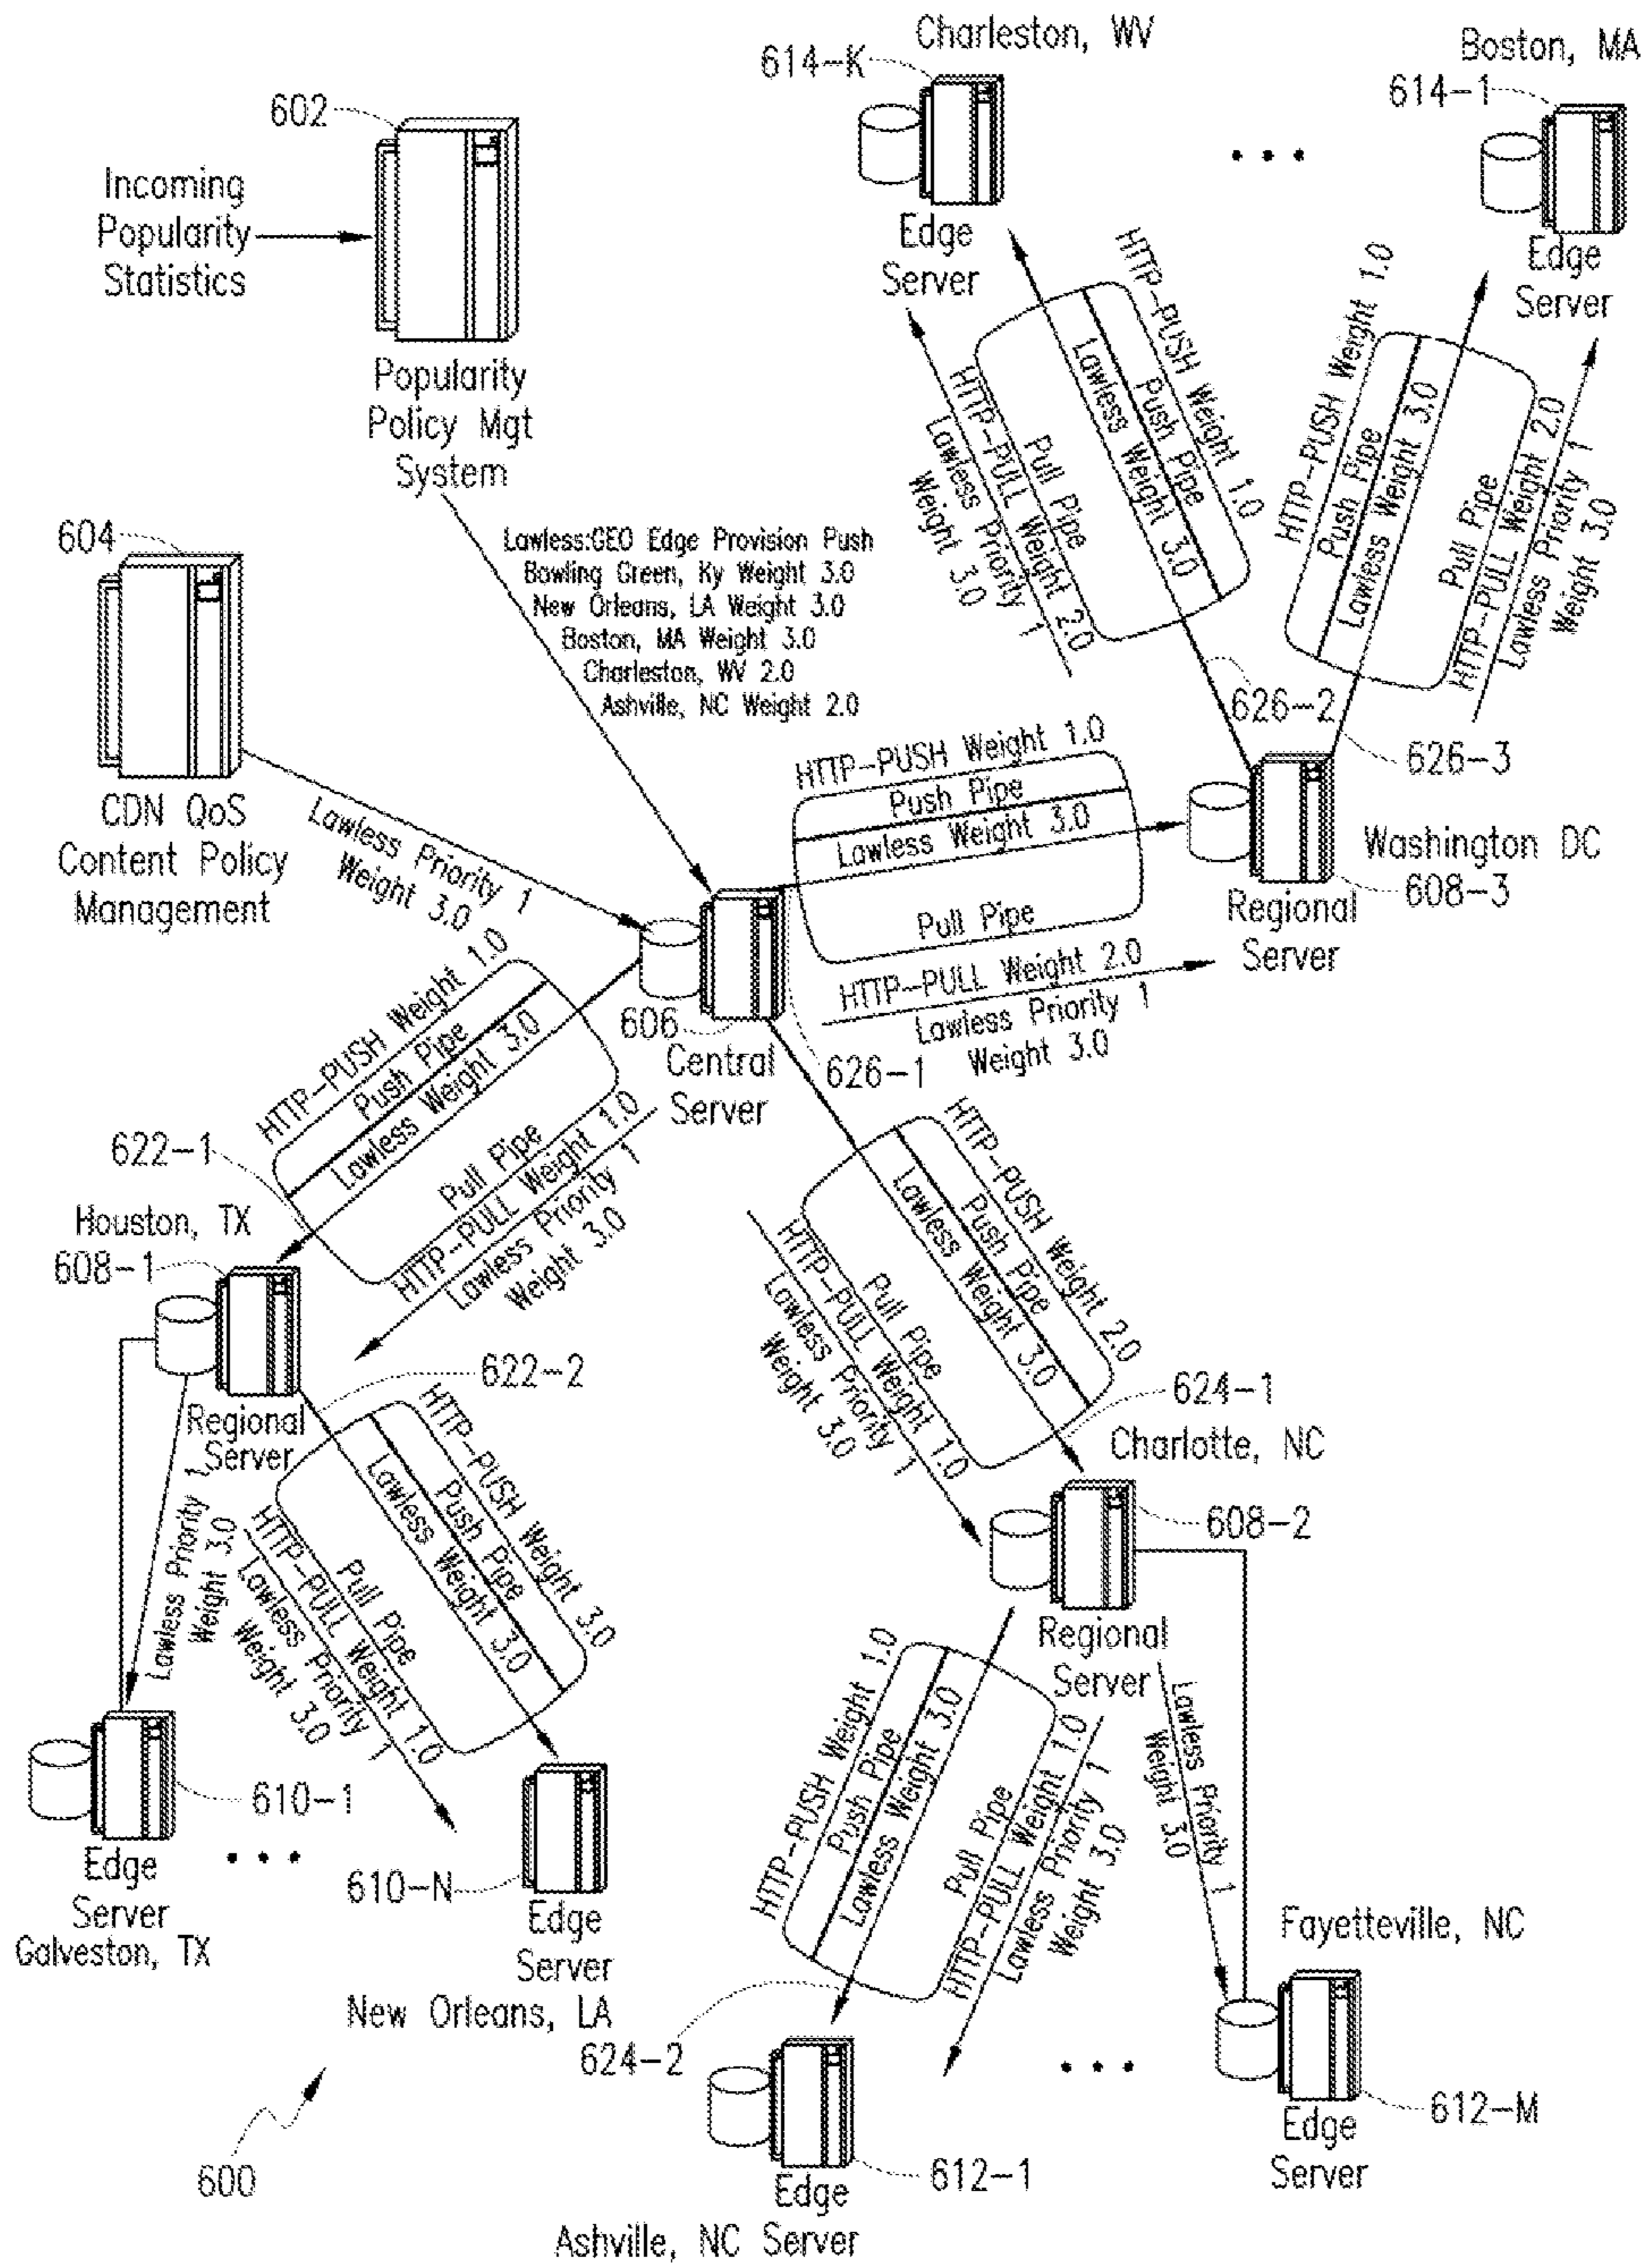 Charleston, WV
614-K
Edge
Server
Boston, MA
614-1
Edge
Server
602
Incoming
Popularity
Statistics
Popularity
Policy Mgt
System
604
CDN QoS
Content Policy
Management
Lawless:GEO Edge Provision Push
Bowling Green, Ky Weight 3.0
New Orleans, LA Weight 3.0
Boston, MA Weight 3.0
Charleston, WV 2.0
Ashville, NC Weight 2.0
HTTP-PUSH Weight 1.0
Push Pipe
Lawless Weight 3.0
Pull Pipe
HTTP-PULL Weight 2.0
Lawless Priority 1
Weight 3.0
HTTP-PUSH Weight 1.0
Push Pipe
Lawless Weight 3.0
Pull Pipe
HTTP-PULL Weight 2.0
Lawless Priority 1
Weight 3.0
626-2
626-3
Lawless Priority 1
Weight 3.0
HTTP-PUSH Weight 1.0
Push Pipe
Lawless Weight 3.0
Pull Pipe
HTTP-PULL Weight 2.0
Lawless Priority 1
Weight 3.0
Washington DC
608-3
Regional
Server
606
Central
Server
626-1
HTTP-PUSH Weight 1.0
Push Pipe
Lawless Weight 3.0
Pull Pipe
HTTP-PULL Weight 1.0
Lawless Priority 1
Weight 3.0
622-1
Houston, TX
608-1
Regional
Server
622-2
HTTP-PUSH Weight 2.0
Push Pipe
Lawless Weight 3.0
Pull Pipe
HTTP-PULL Weight 1.0
Lawless Priority 1
Weight 3.0
624-1
Charlotte, NC
608-2
Regional
Server
Lawless Priority 1
Weight 3.0
HTTP-PUSH Weight 3.0
Push Pipe
Lawless Weight 3.0
Pull Pipe
HTTP-PULL Weight 1.0
Lawless Priority 1
Weight 3.0
610-1
Edge
Server
Galveston, TX
610-N
Edge
Server
New Orleans, LA
HTTP-PUSH Weight 1.0
Push Pipe
Lawless Weight 3.0
Pull Pipe
HTTP-PULL Weight 1.0
Lawless Priority 1
Weight 3.0
Lawless Priority 1
Weight 3.0
Fayetteville, NC
612-M
Edge
Server
624-2
612-1
Edge
Ashville, NC Server
600